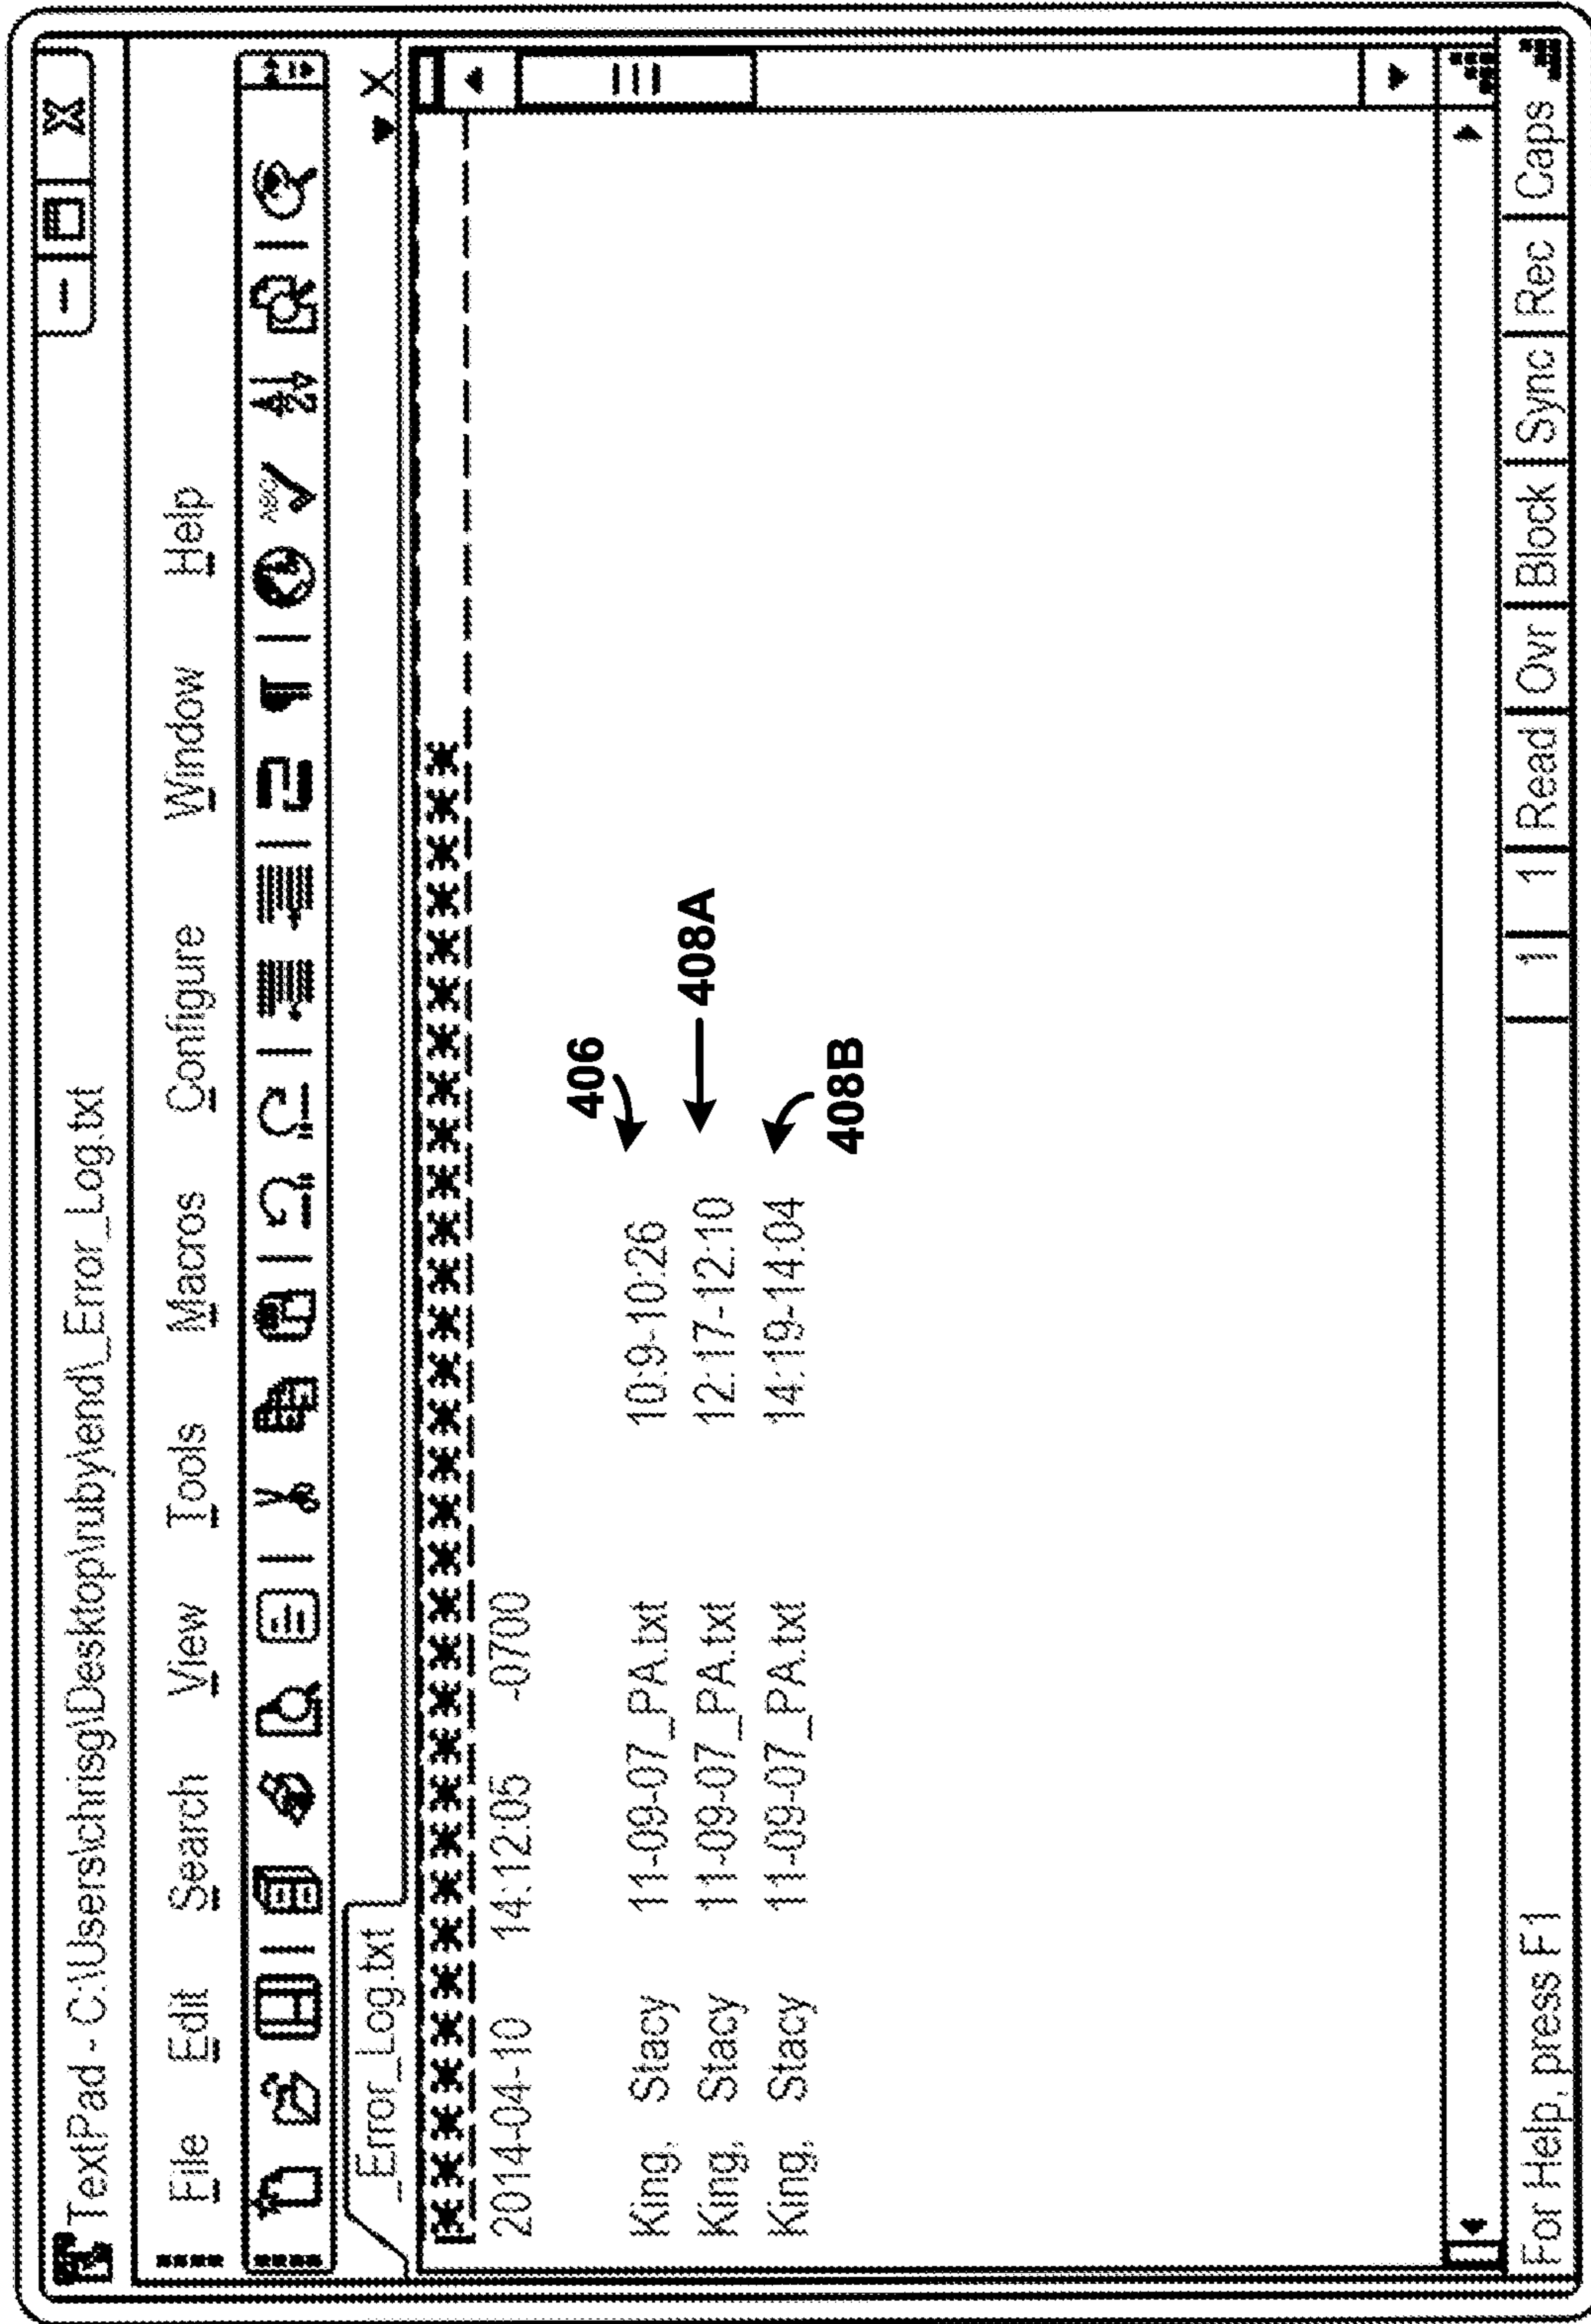 TextPad - C:\Users\chrisg\Desktop\ruby\end\_Error_Log.txt
File Edit Search View Tools Macros Configure Window Help
_Error_Log.txt
********************************************
2014-04-10 14:12:05 -0700
406
King, Stacy 11-09-07_PA.txt 10:9-10:26
King, Stacy 11-09-07_PA.txt 12:17-12:10
408A
King, Stacy 11-09-07_PA.txt 14:19-14:04
408B
For Help, press F1 1 1 Read Ovr Block Sync Rec Caps